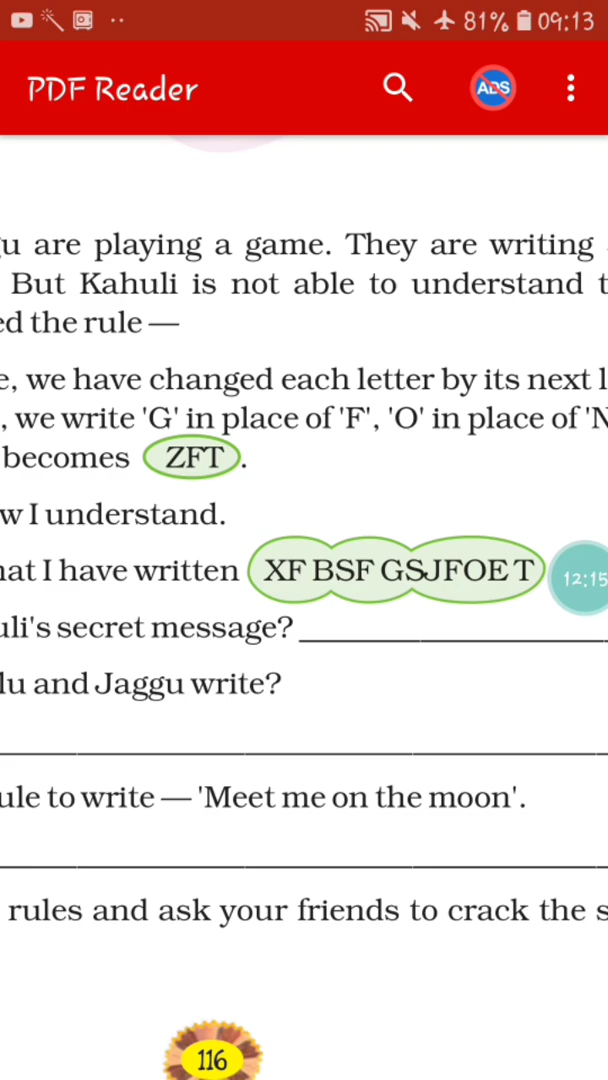 81% 09:13
PDF Reader
ADS
u are playing a game. They are writing
But Kahuli is not able to understand t
ed the rule —
e, we have changed each letter by its next l
, we write 'G' in place of 'F', 'O' in place of 'N
becomes ZFT.
w I understand.
hat I have written XF BSF GSJFOE T
12:15
uli's secret message?
lu and Jaggu write?
ule to write — 'Meet me on the moon'.
rules and ask your friends to crack the s
116